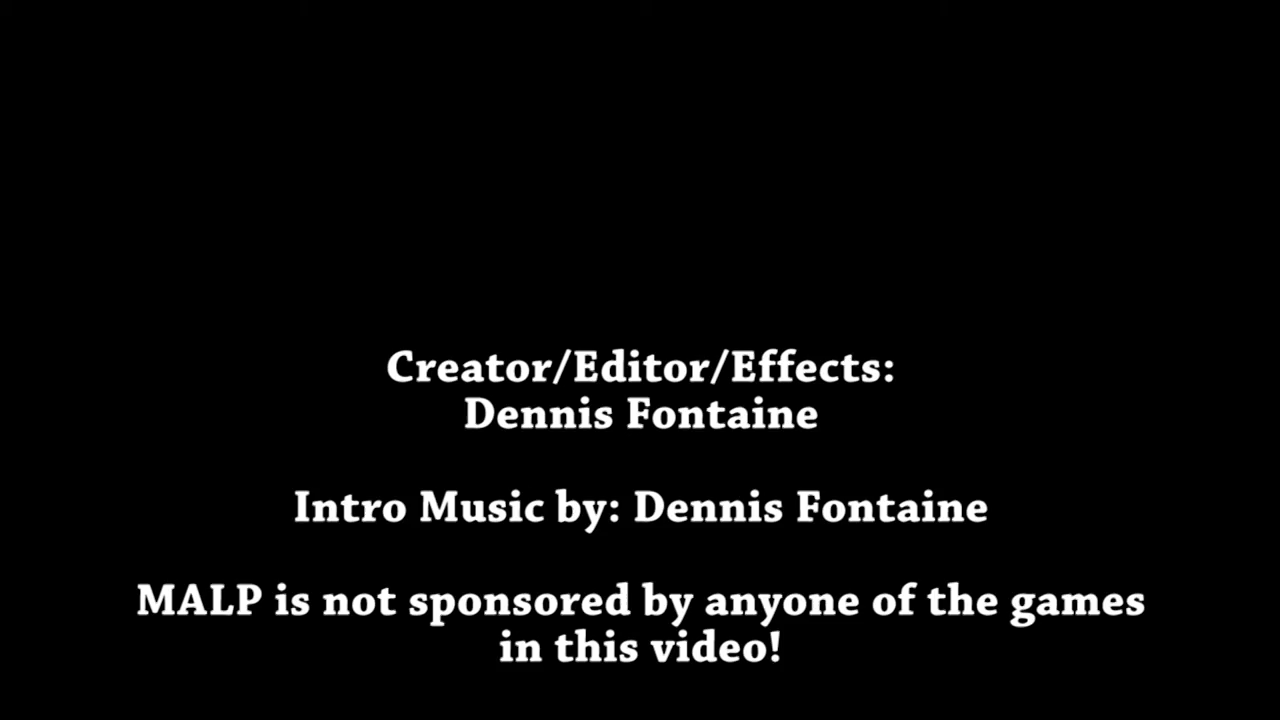 Creator/Editor/Effects:
Dennis Fontaine
Intro Music by: Dennis Fontaine
MALP is not sponsored by anyone of the games
in this video!